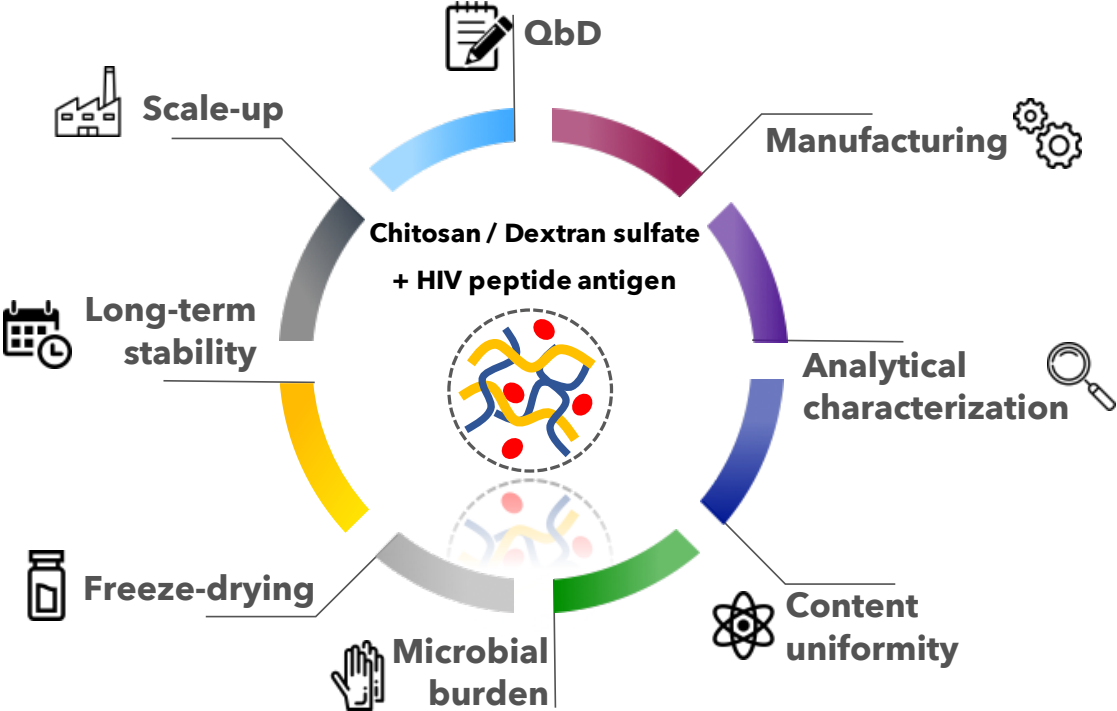 QbD
Scale-up
Manufacturing
Chitosan / Dextran sulfate
+ HIV peptide antigen
Long-term
stability
Analytical
characterization
Freeze-drying
Content
uniformity
Microbial
burden